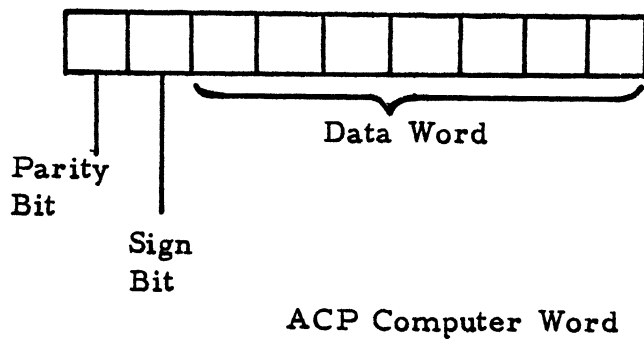 Data Word
Parity
Bit
Sign
Bit
ACP Computer Word